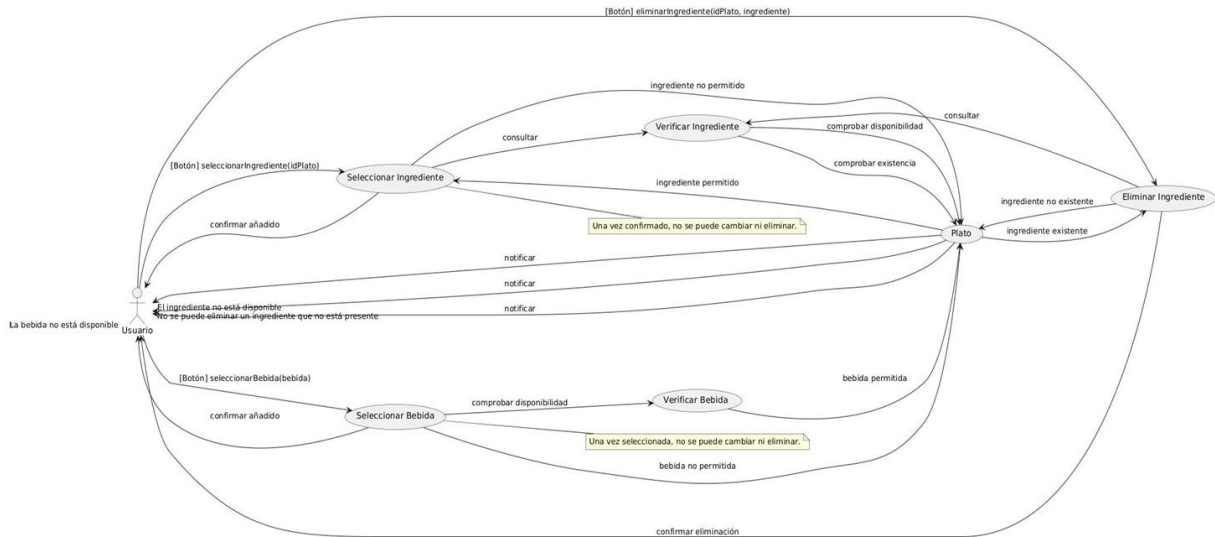 [Botón] eliminarIngrediente(idPlato, ingrediente)
ingrediente no permitido
Verificar Ingrediente
consultar
comprobar disponibilidad
consultar
[Botón] seleccionarIngrediente(idPlato)
comprobar existencia
Seleccionar Ingrediente
ingrediente permitido
Eliminar Ingrediente
ingrediente no existente
confirmar añadido
Una vez confirmado, no se puede cambiar ni eliminar.
Plato
ingrediente existente
notificar
notificar
El ingrediente no está disponible
notificar
No se puede eliminar un ingrediente que no está presente
La bebida no está disponible
Usuario
[Botón] seleccionarBebida(bebida)
bebida permitida
Verificar Bebida
comprobar disponibilidad
confirmar añadido
Seleccionar Bebida
Una vez seleccionada, no se puede cambiar ni eliminar.
bebida no permitida
confirmar eliminación